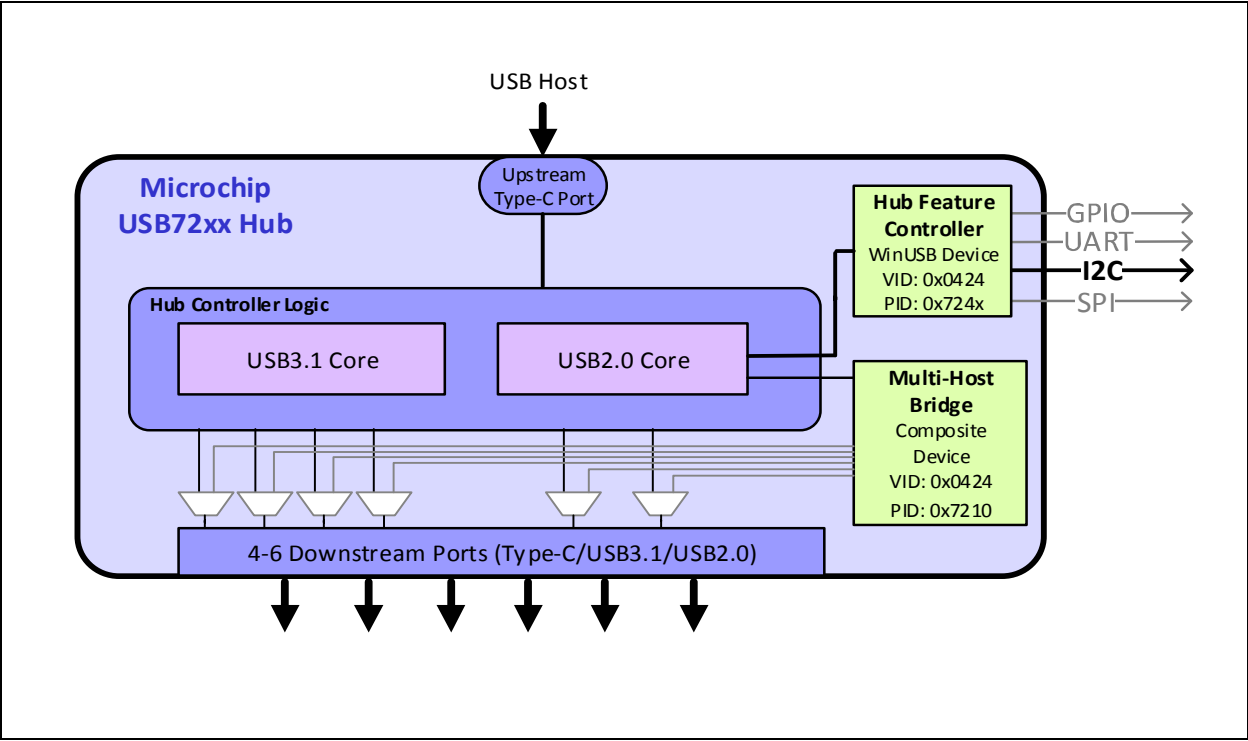 USB Host
Upstream
Type-C Port
Microchip
USB72xx Hub
Hub Feature
Controller
WinUSB Device
VID: 0x0424
PID: 0x724x
GPIO
UART
I2C
SPI
Hub Controller Logic
USB3.1 Core
USB2.0 Core
Multi-Host
Bridge
Composite
Device
VID: 0x0424
PID: 0x7210
4-6 Downstream Ports (Type-C/USB3.1/USB2.0)